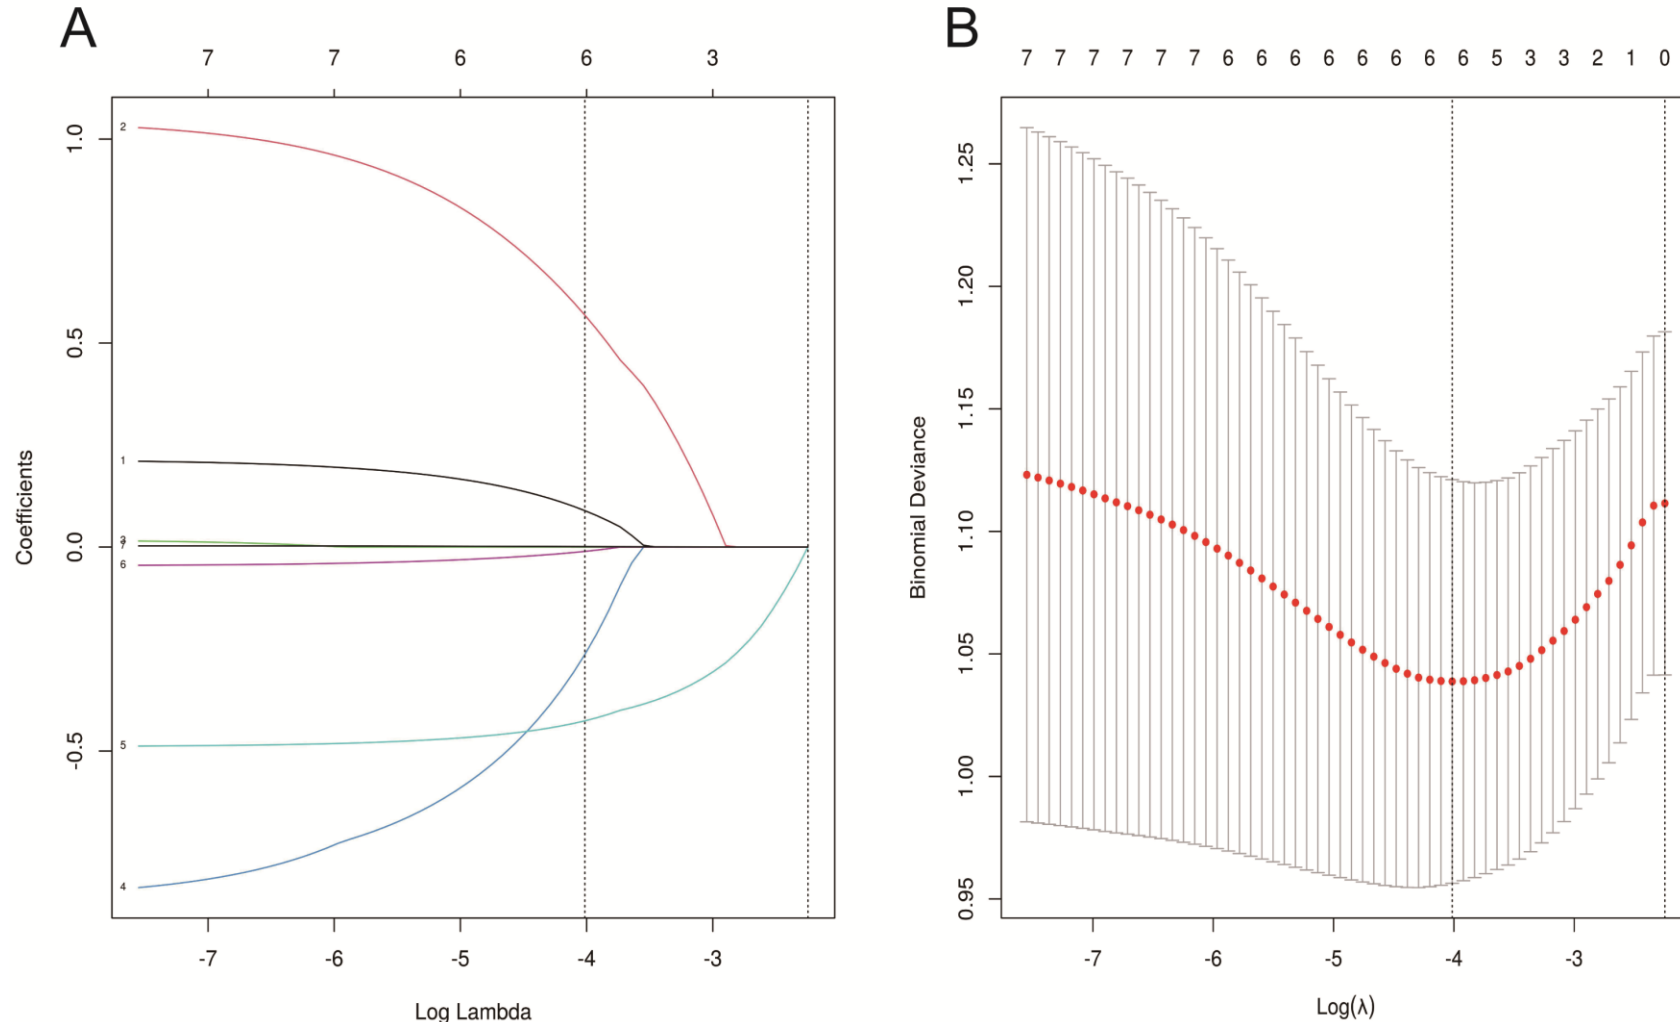 A
7 7 6 6 3
1.0
0.5
0.0
-0.5
Coefficients
2
1
3
7
6
5
4
-7 -6 -5 -4 -3
Log Lambda
B
7 7 7 7 7 7 6 6 6 6 6 6 6 6 5 3 3 2 1 0
1.25
1.20
1.15
1.10
1.05
1.00
0.95
Binomial Deviance
-7 -6 -5 -4 -3
Log(λ)